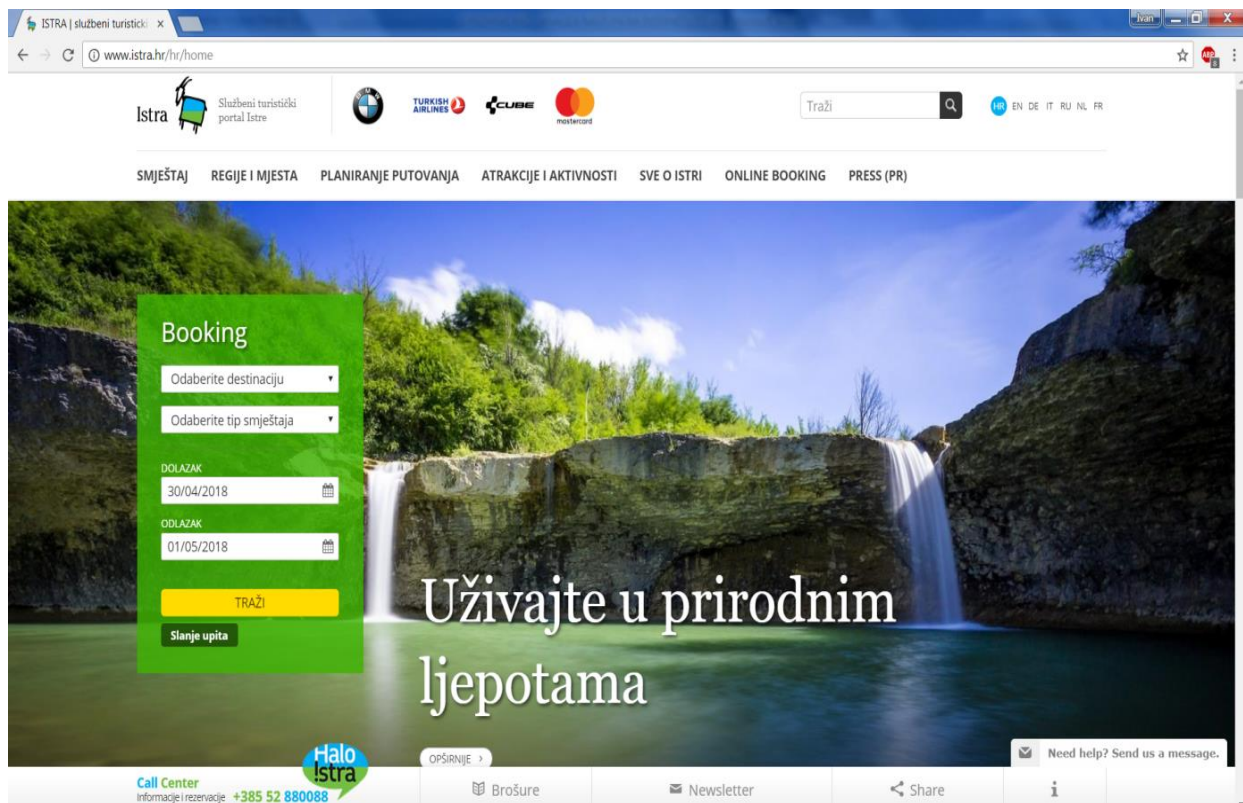 ISTRA | službeni turistički
Ivan
www.istra.hr/hr/home
ABP
8
Istra
Službeni turistički
portal Istre
BMW
TURKISH
AIRLINES
CUBE
mastercard
Traži
HR EN DE IT RU NL FR
SMJEŠTAJ REGIJE I MJESTA PLANIRANJE PUTOVANJA ATRAKCIJE I AKTIVNOSTI SVE O ISTRI ONLINE BOOKING PRESS (PR)
Booking
Odaberite destinaciju
Odaberite tip smještaja
DOLAZAK
30/04/2018
ODLAZAK
01/05/2018
TRAŽI
Slanje upita
Uživajte u prirodnim
ljepotama
OPŠIRNIJE
Need help? Send us a message.
Halo
Istra
Call Center
Informacije i rezervacije +385 52 880088
Brošure
Newsletter
Share
i